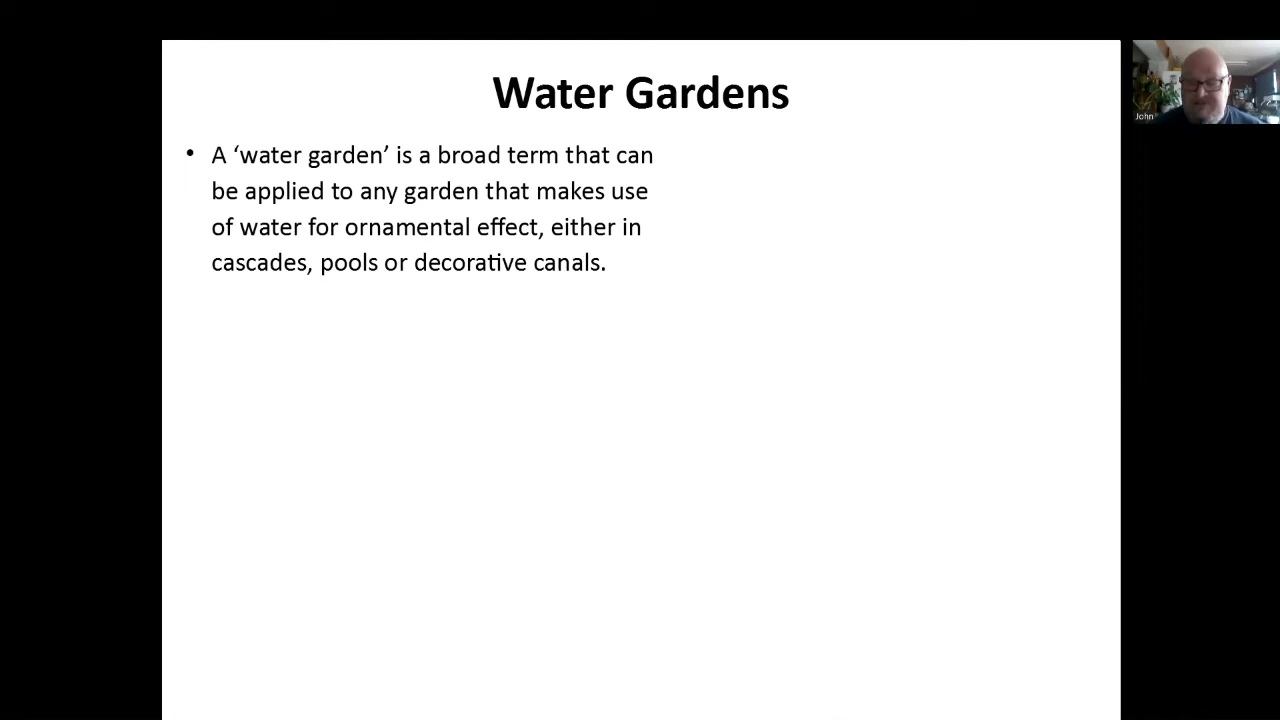 Water Gardens
• A ‘water garden’ is a broad term that can
be applied to any garden that makes use
of water for ornamental effect, either in
cascades, pools or decorative canals.
John